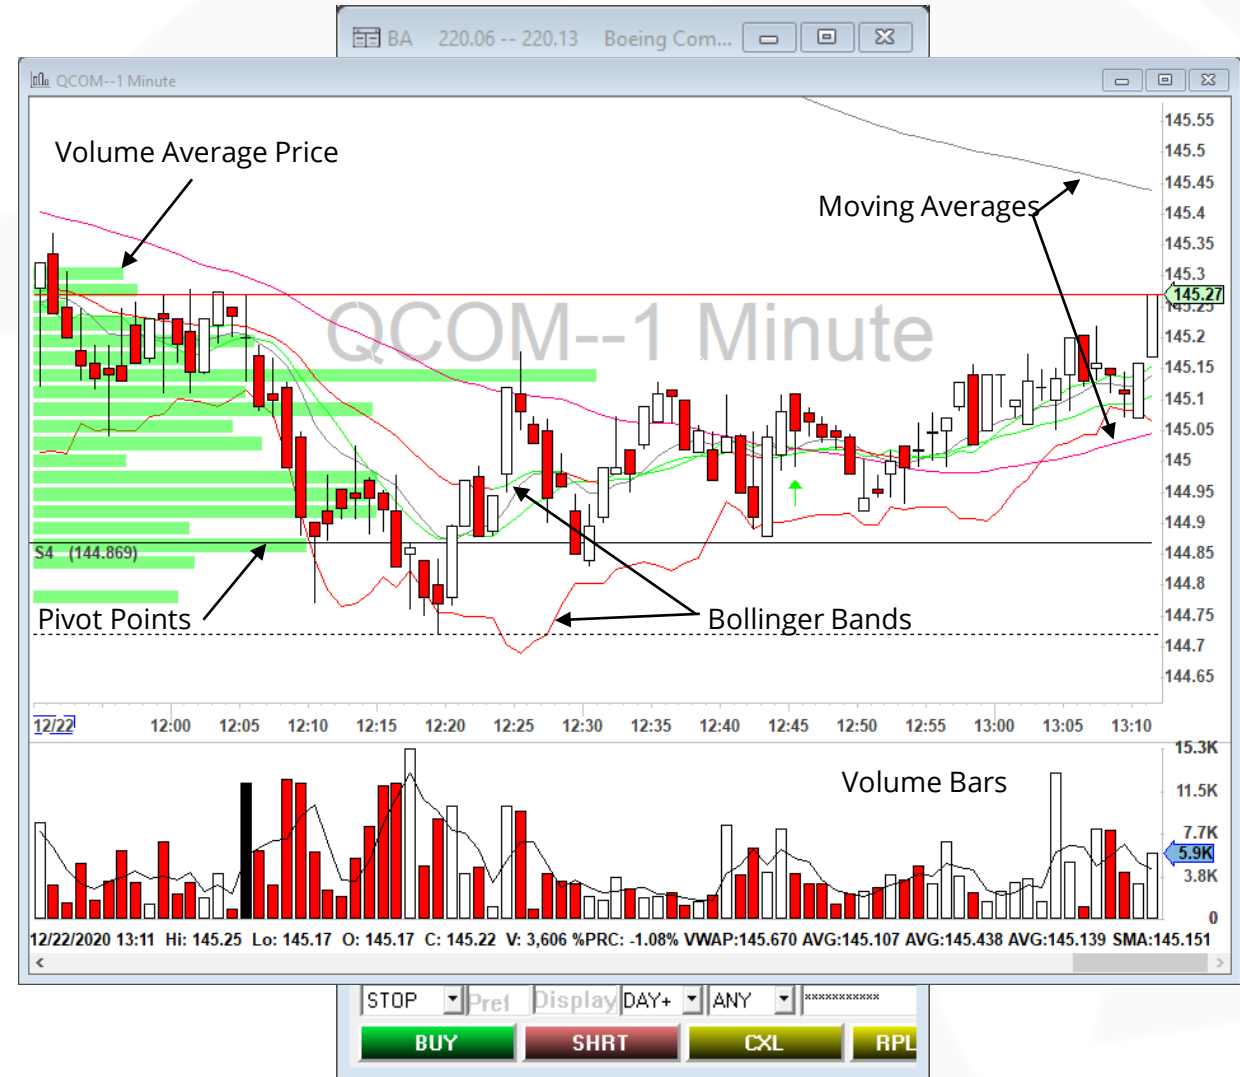 BA 220.06 -- 220.13 Boeing Com...
QCOM--1 Minute
Volume Average Price
Moving Averages
QCOM--1 Minute
145.55
145.5
145.45
145.4
145.35
145.3
145.27
145.25
145.2
145.15
145.1
145.05
145
144.95
144.9
144.85
144.8
144.75
144.7
144.65
S4 (144.869)
Pivot Points
Bollinger Bands
12/22 12:00 12:05 12:10 12:15 12:20 12:25 12:30 12:35 12:40 12:45 12:50 12:55 13:00 13:05 13:10
Volume Bars
15.3K
11.5K
7.7K
5.9K
3.8K
0
12/22/2020 13:11 Hi: 145.25 Lo: 145.17 O: 145.17 C: 145.22 V: 3,606 %PRC: -1.08% VWAP:145.670 AVG:145.107 AVG:145.438 AVG:145.139 SMA:145.151
STOP Pref Display DAY+ ANY ***********
BUY SHRT CXL RPL